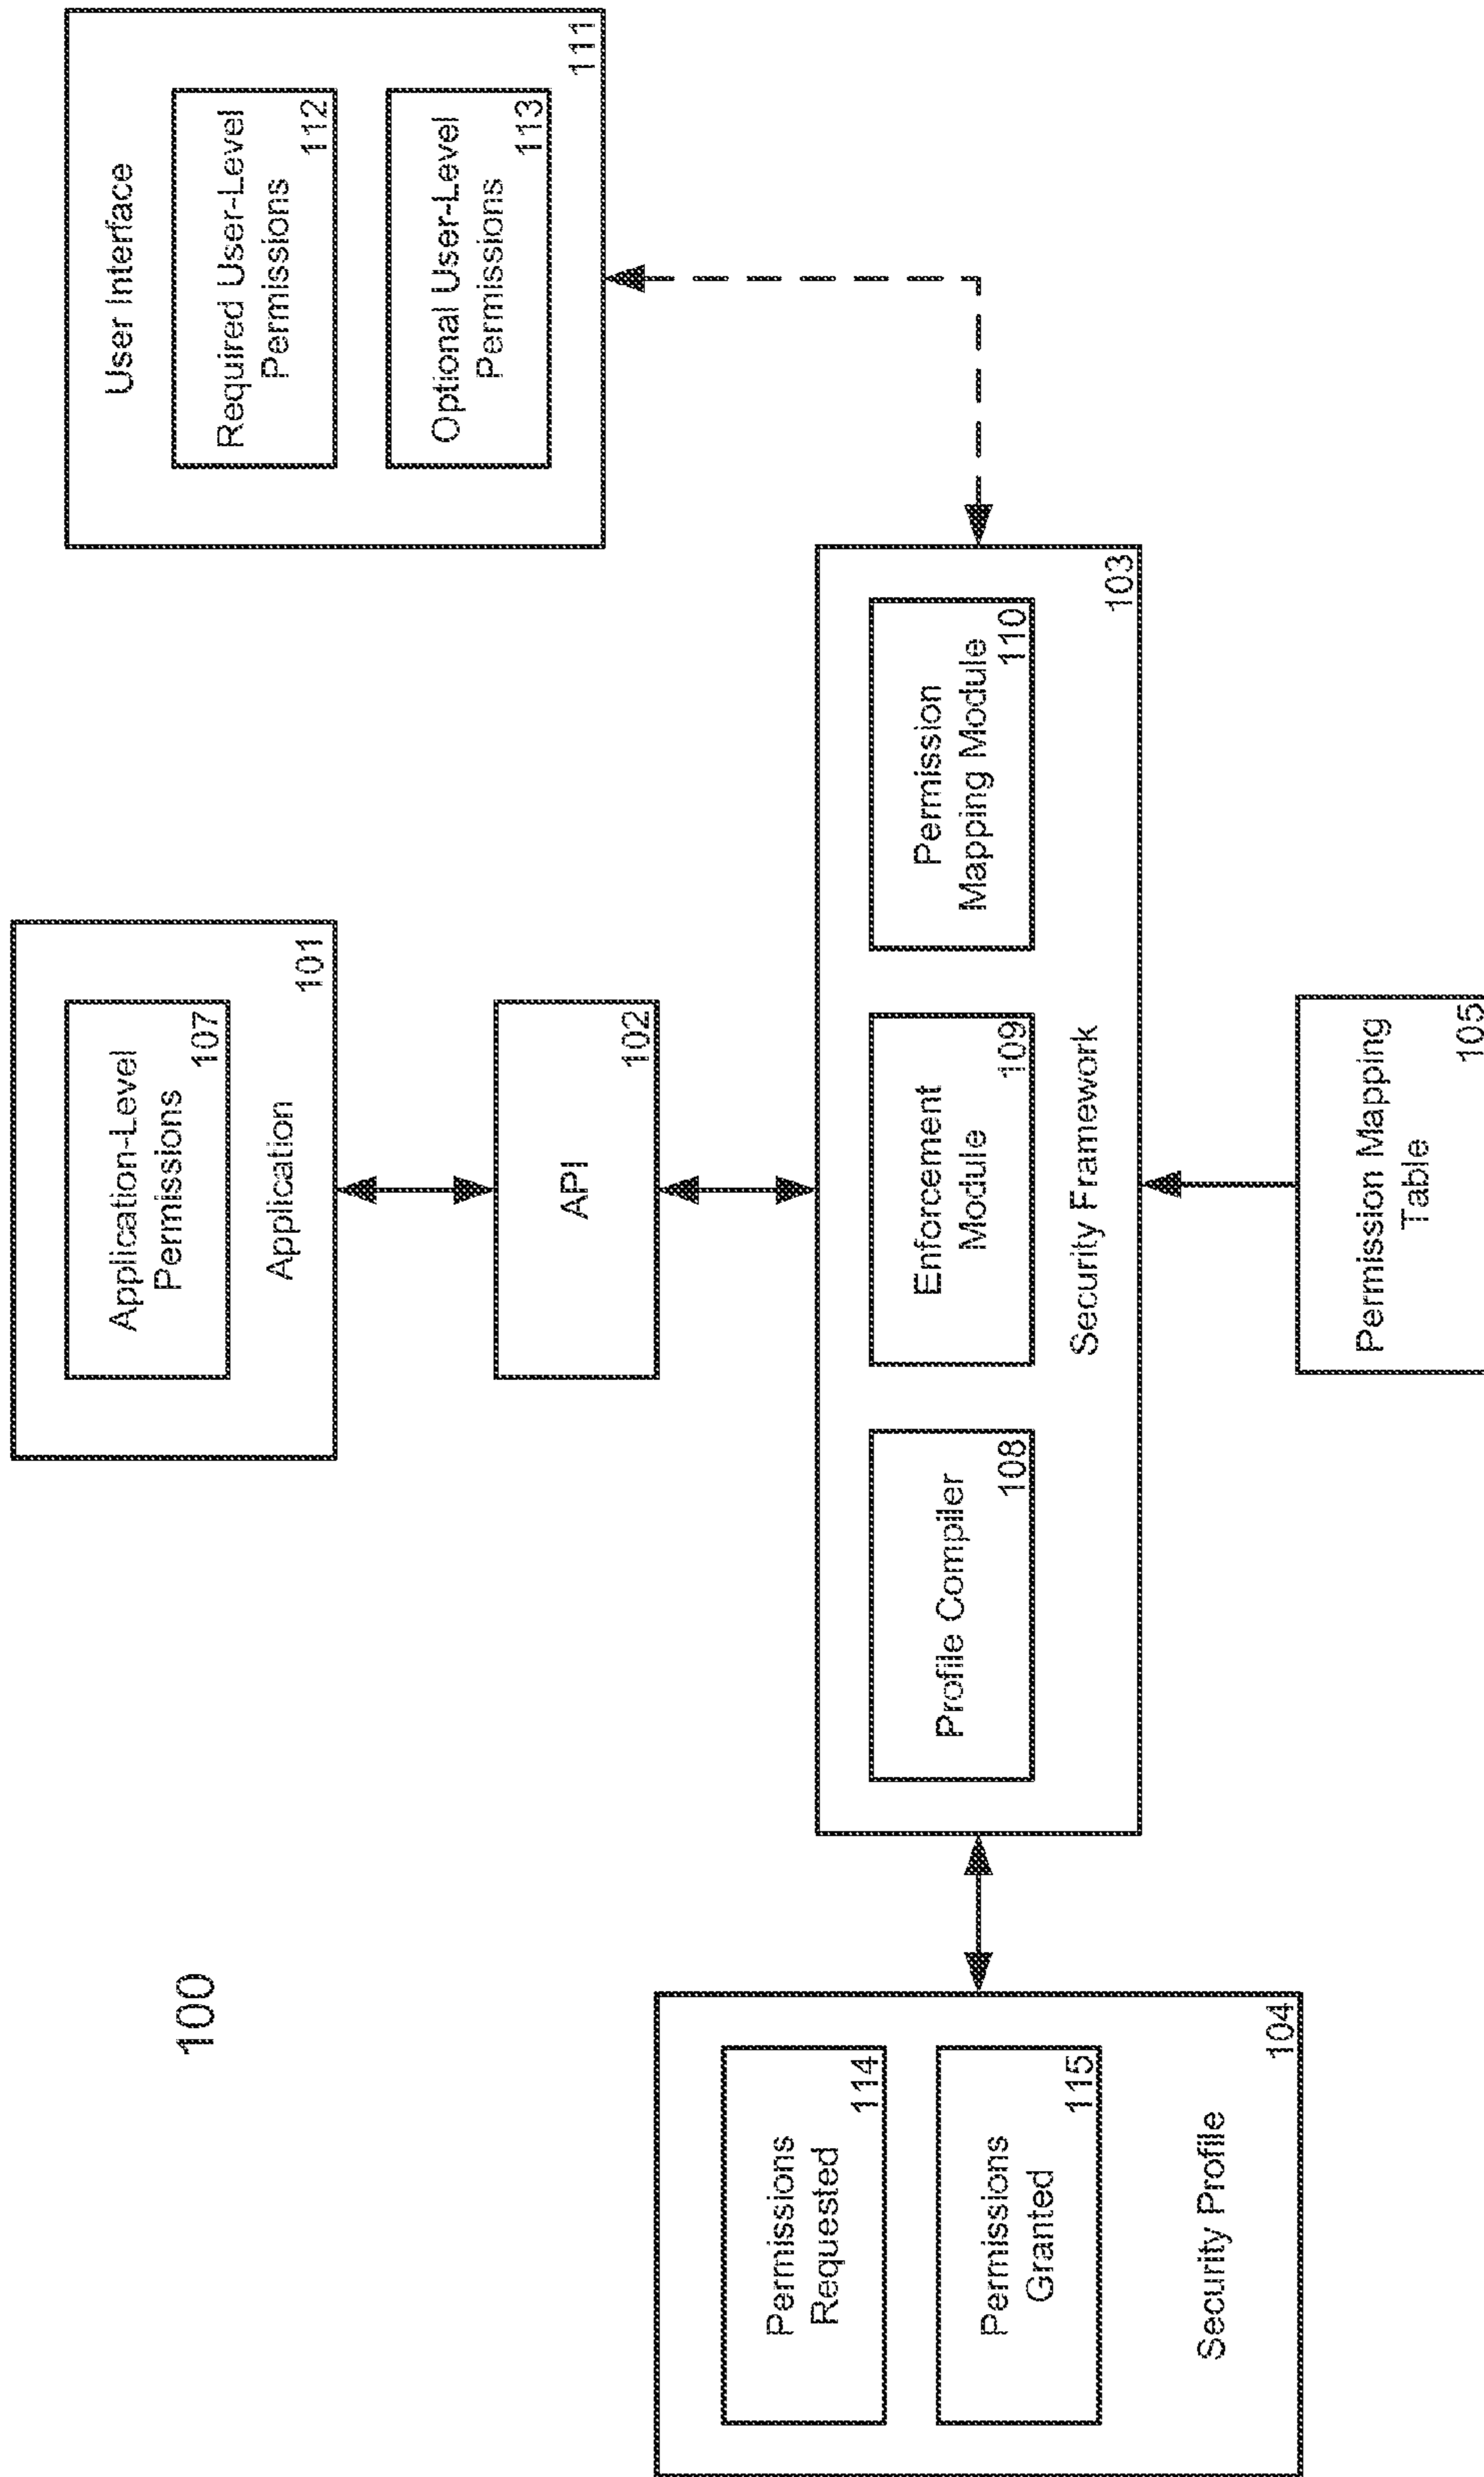 100
Application-Level
Permissions
107
Application
101
User Interface
Required User-Level
Permissions
112
Optional User-Level
Permissions
113
111
API
102
Permissions
Requested
114
Permissions
Granted
115
Security Profile
104
Profile Compiler
108
Enforcement
Module
109
Permission
Mapping Module
110
Security Framework
103
Permission Mapping
Table
105